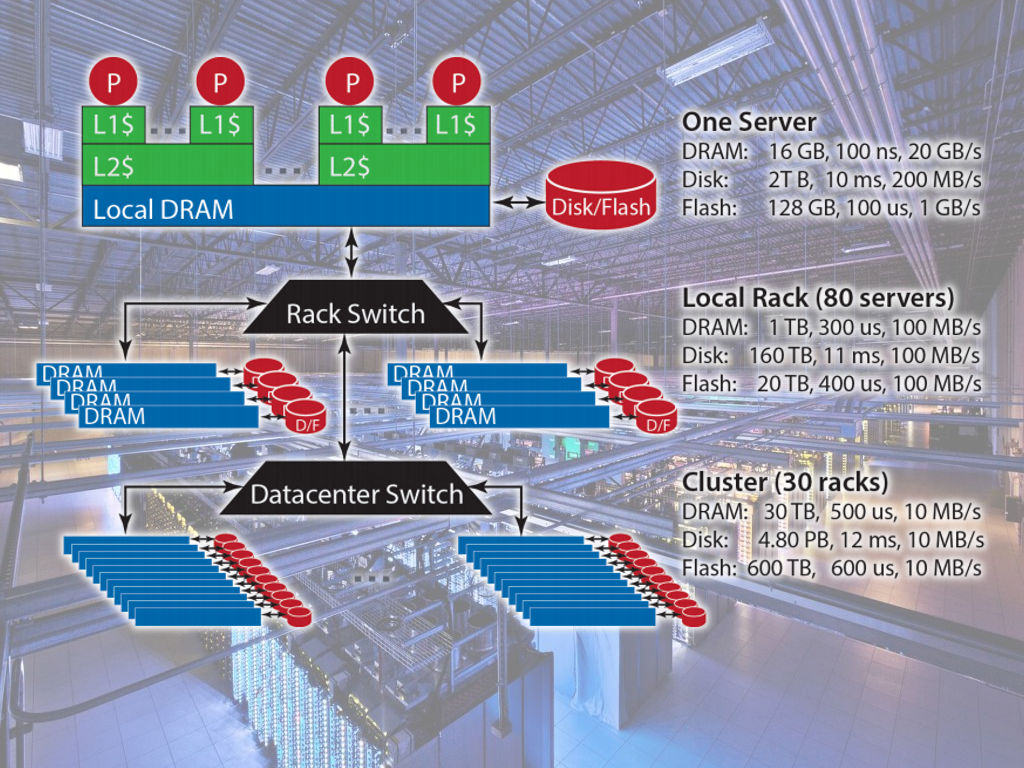 P P P P
L1$ L1$ L1$ L1$
L2$ L2$
Local DRAM
Disk/Flash
One Server
DRAM: 16 GB, 100 ns, 20 GB/s
Disk: 2T B, 10 ms, 200 MB/s
Flash: 128 GB, 100 us, 1 GB/s
Rack Switch
Local Rack (80 servers)
DRAM: 1 TB, 300 us, 100 MB/s
Disk: 160 TB, 11 ms, 100 MB/s
Flash: 20 TB, 400 us, 100 MB/s
DRAM
DRAM
DRAM
DRAM
D/F
DRAM
DRAM
DRAM
DRAM
D/F
Datacenter Switch
Cluster (30 racks)
DRAM: 30 TB, 500 us, 10 MB/s
Disk: 4.80 PB, 12 ms, 10 MB/s
Flash: 600 TB, 600 us, 10 MB/s